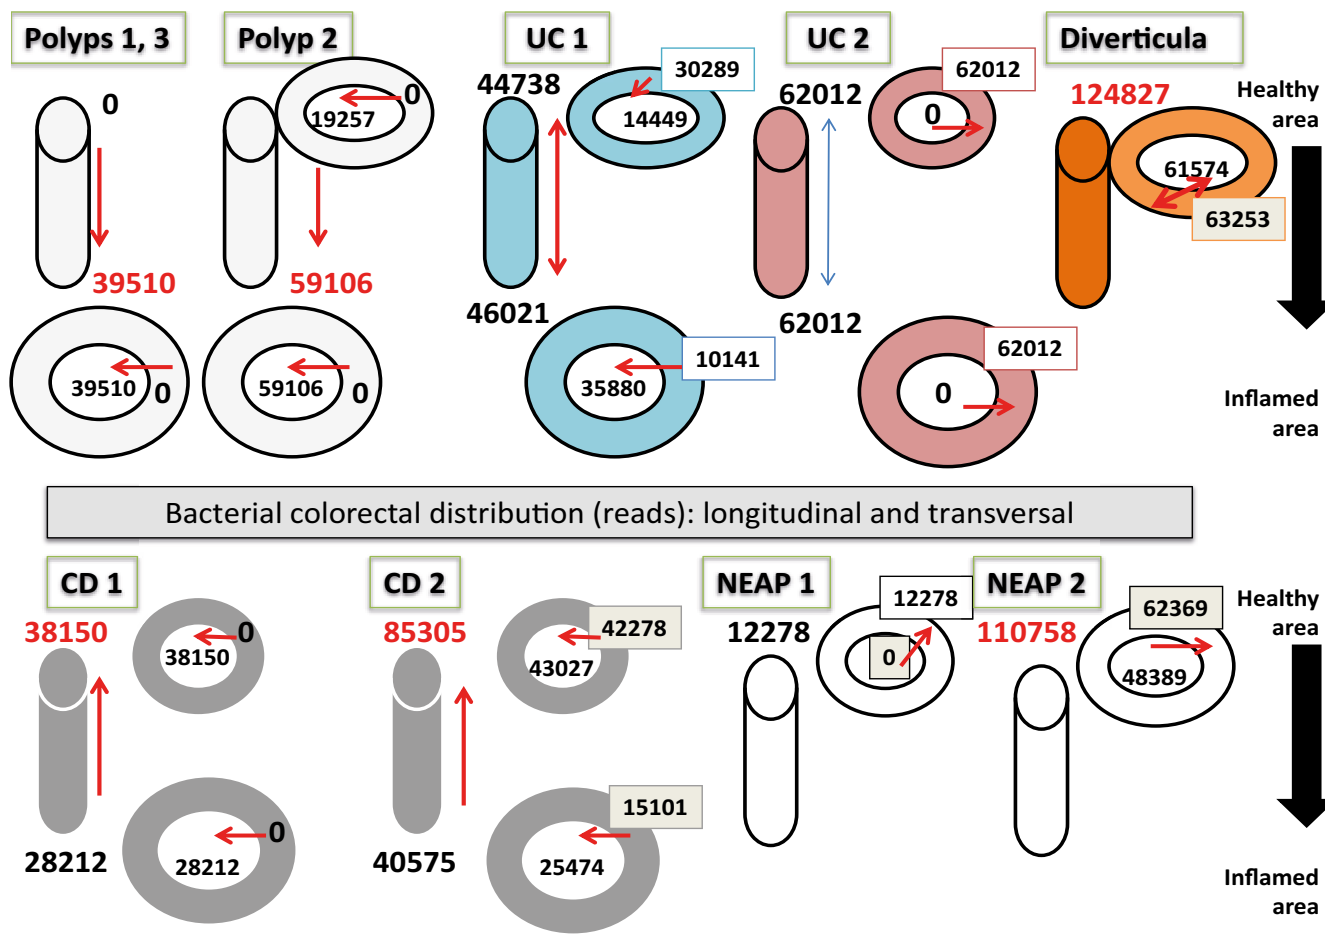 Polyps 1, 3
Polyp 2
UC 1
UC 2
Diverticula
0
0
19257
44738
30289
14449
62012
62012
0
124827
61574
63253
Healthy
area
39510
59106
46021
62012
39510
0
59106
0
35880
10141
0
62012
Inflamed
area
Bacterial colorectal distribution (reads): longitudinal and transversal
CD 1
CD 2
NEAP 1
NEAP 2
38150
0
38150
85305
42278
43027
12278
12278
0
110758
62369
48389
Healthy
area
28212
0
28212
40575
15101
25474
Inflamed
area